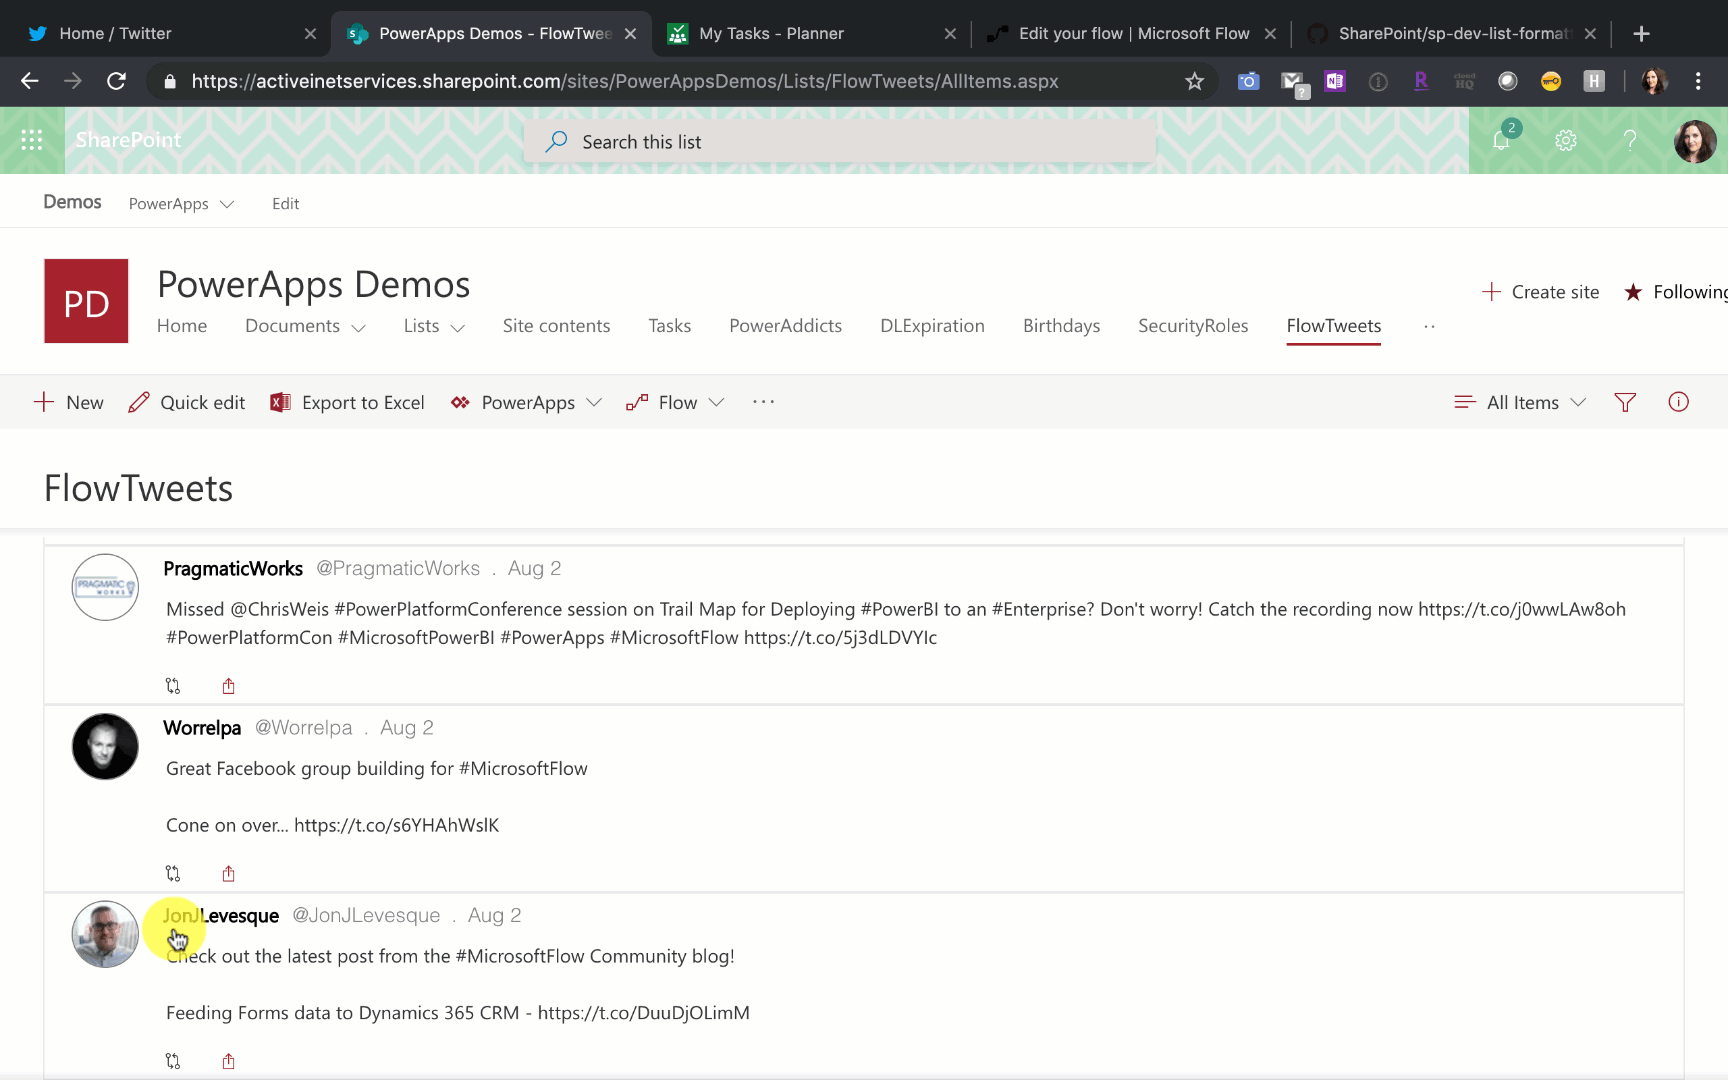 Home / Twitter
PowerApps Demos - FlowTwee
My Tasks - Planner
Edit your flow | Microsoft Flow
SharePoint/sp-dev-list-formatt
https://activeinetservices.sharepoint.com/sites/PowerAppsDemos/Lists/FlowTweets/AllItems.aspx
SharePoint
Search this list
2
Demos
PowerApps
Edit
PD
PowerApps Demos
Create site
Following
Home
Documents
Lists
Site contents
Tasks
PowerAddicts
DLExpiration
Birthdays
SecurityRoles
FlowTweets
New
Quick edit
Export to Excel
PowerApps
Flow
All Items
FlowTweets
PRAGMATIC
WORKS
PragmaticWorks @PragmaticWorks . Aug 2
Missed @ChrisWeis #PowerPlatformConference session on Trail Map for Deploying #PowerBI to an #Enterprise? Don't worry! Catch the recording now https://t.co/j0wwLAw8oh
#PowerPlatformCon #MicrosoftPowerBI #PowerApps #MicrosoftFlow https://t.co/5j3dLDVYIc
Worrelpa @Worrelpa . Aug 2
Great Facebook group building for #MicrosoftFlow
Cone on over... https://t.co/s6YHAhWslK
JonJLevesque @JonJLevesque . Aug 2
Check out the latest post from the #MicrosoftFlow Community blog!
Feeding Forms data to Dynamics 365 CRM - https://t.co/DuuDjOLimM